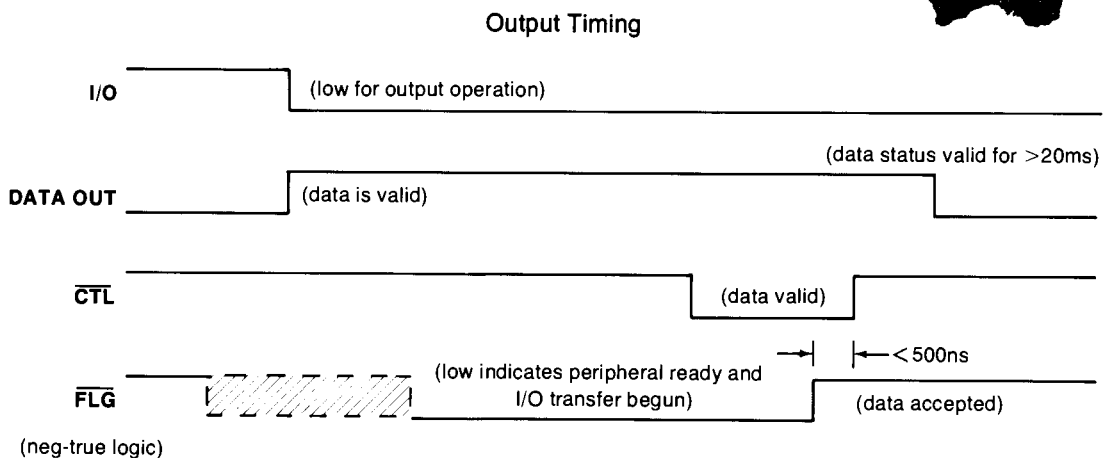 Output Timing
I/O
(low for output operation)
(data status valid for >20ms)
DATA OUT
(data is valid)
CTL
(data valid)
<500ns
FLG
(low indicates peripheral ready and
I/O transfer begun)
(data accepted)
(neg-true logic)